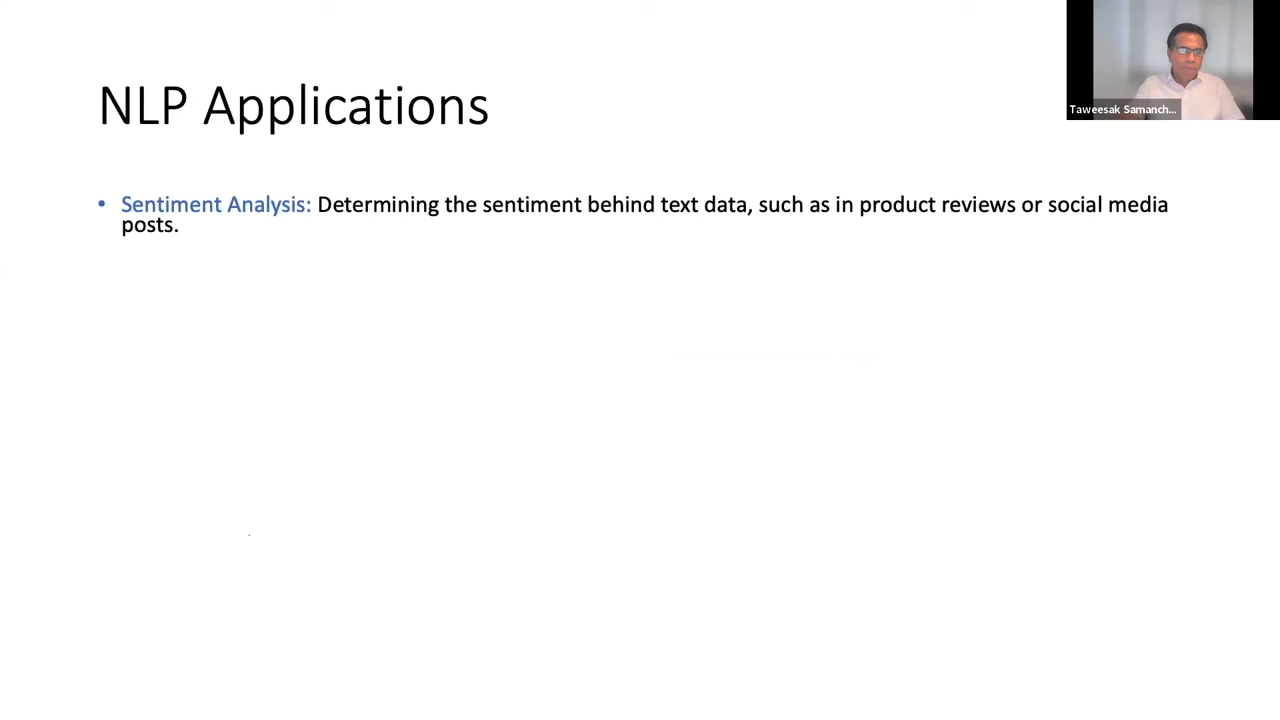 NLP Applications
Taweesak Samanch...
• Sentiment Analysis: Determining the sentiment behind text data, such as in product reviews or social media
posts.